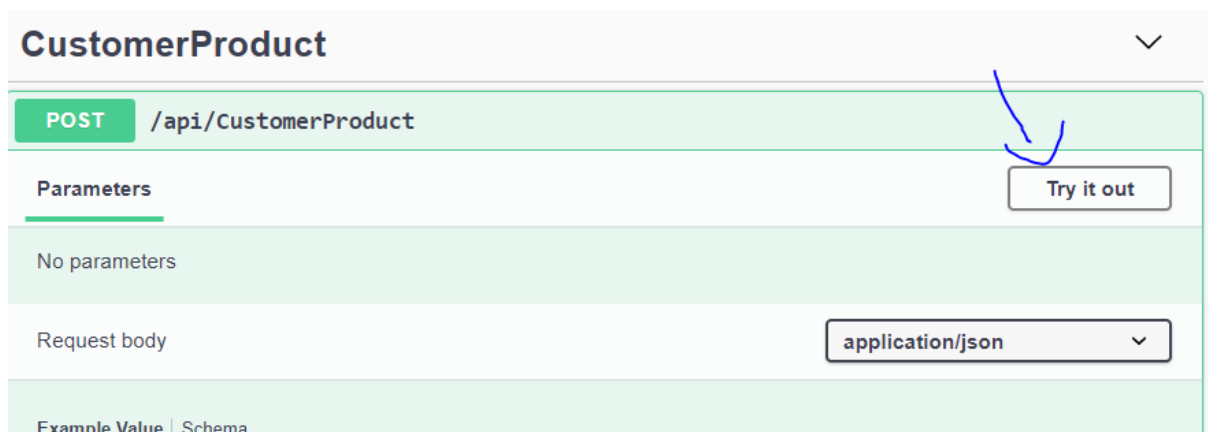 CustomerProduct
POST /api/CustomerProduct
Parameters
Try it out
No parameters
Request body
application/json
Example Value | Schema